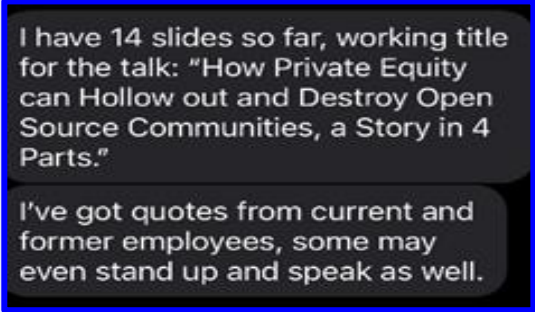 I have 14 slides so far, working title
for the talk: “How Private Equity
can Hollow out and Destroy Open
Source Communities, a Story in 4
Parts.”
I’ve got quotes from current and
former employees, some may
even stand up and speak as well.